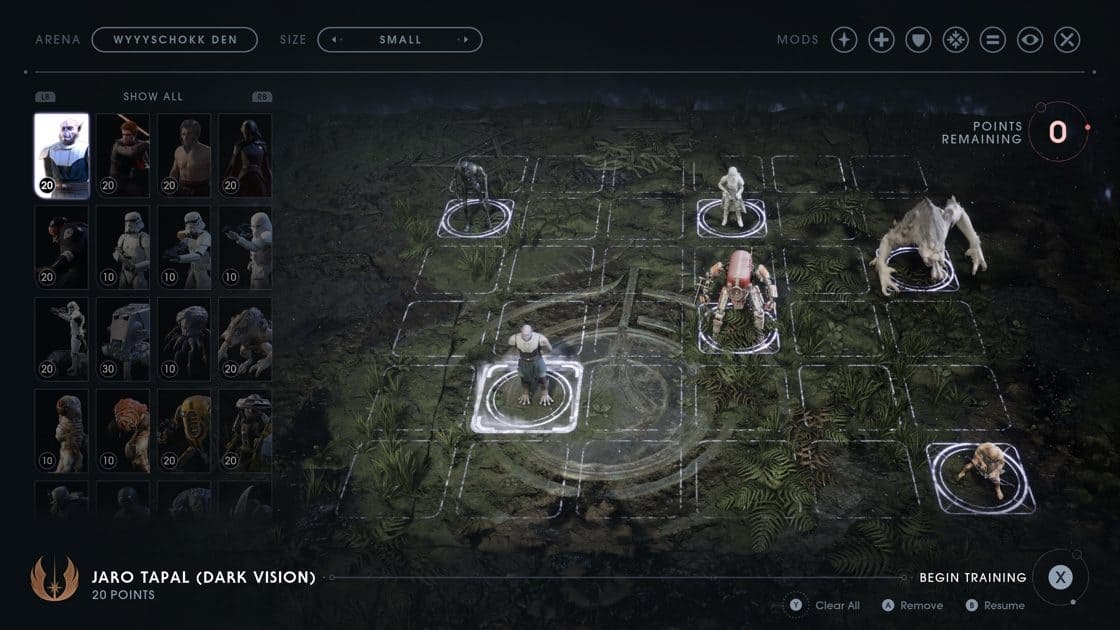 ARENA WYYYSCHOKK DEN SIZE SMALL MODS
LB SHOW ALL RB
POINTS
REMAINING
0
20 20 20 20
20 10 10 10
20 30 10 20
10 10 20 20
JARO TAPAL (DARK VISION)
20 POINTS
BEGIN TRAINING X
Y Clear All A Remove B Resume